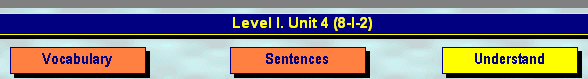 Level I. Unit 4 (8-I-2)
Vocabulary Sentences Understand